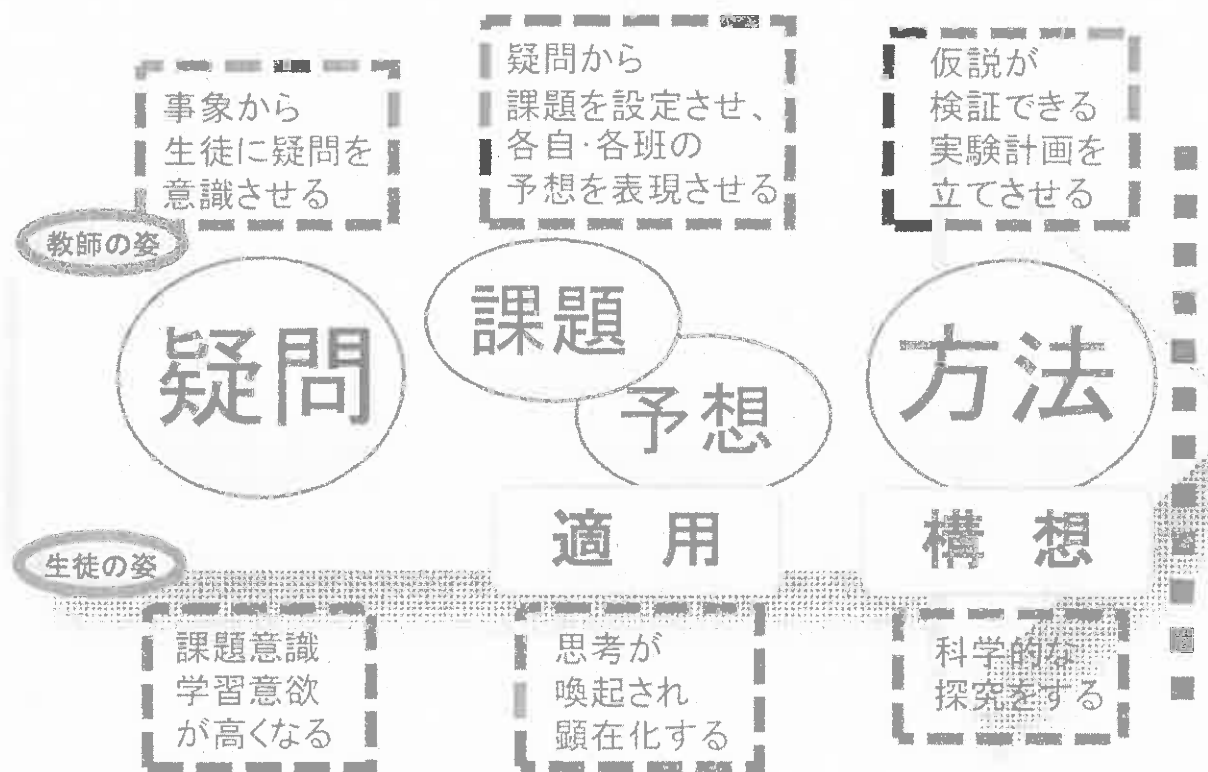 事象から
生徒に疑問を
意識させる
疑問から
課題を設定させ、
各自・各班の
予想を表現させる
仮説が
検証できる
実験計画を
立てさせる
教師の姿
疑問
課題
予想
方法
適用
構想
生徒の姿
課題意識
学習意欲
が高くなる
思考が
喚起され
顕在化する
科学的な
探究をする